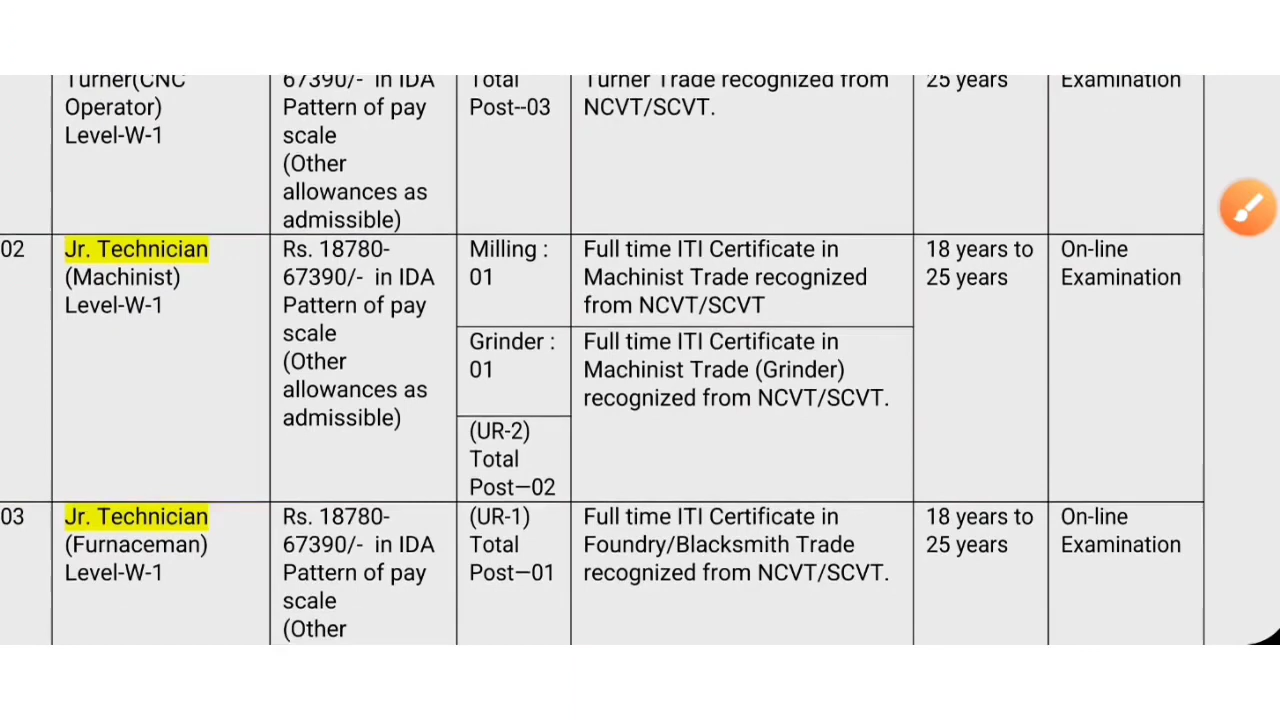 Turner(CNC
Operator)
Level-W-1
67390/-  in IDA
Pattern of pay
scale
(Other
allowances as
admissible)
Total
Post--03
Turner Trade recognized from
NCVT/SCVT.
25 years
Examination
02
Jr. Technician
(Machinist)
Level-W-1
Rs. 18780-
67390/-  in IDA
Pattern of pay
scale
(Other
allowances as
admissible)
Milling :
01
Full time ITI Certificate in
Machinist Trade recognized
from NCVT/SCVT
Grinder :
01
Full time ITI Certificate in
Machinist Trade (Grinder)
recognized from NCVT/SCVT.
(UR-2)
Total
Post—02
18 years to
25 years
On-line
Examination
03
Jr. Technician
(Furnaceman)
Level-W-1
Rs. 18780-
67390/-  in IDA
Pattern of pay
scale
(Other
(UR-1)
Total
Post—01
Full time ITI Certificate in
Foundry/Blacksmith Trade
recognized from NCVT/SCVT.
18 years to
25 years
On-line
Examination